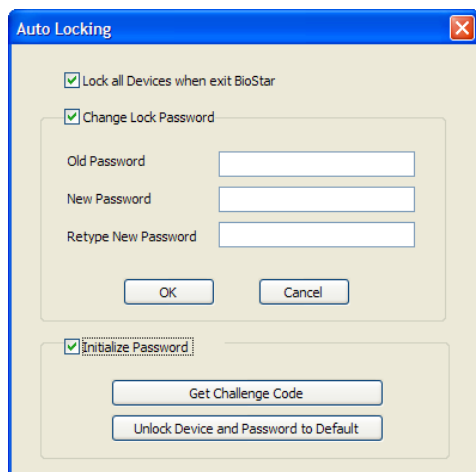 Auto Locking
Lock all Devices when exit BioStar
Change Lock Password
Old Password
New Password
Retype New Password
OK Cancel
Initialize Password
Get Challenge Code
Unlock Device and Password to Default